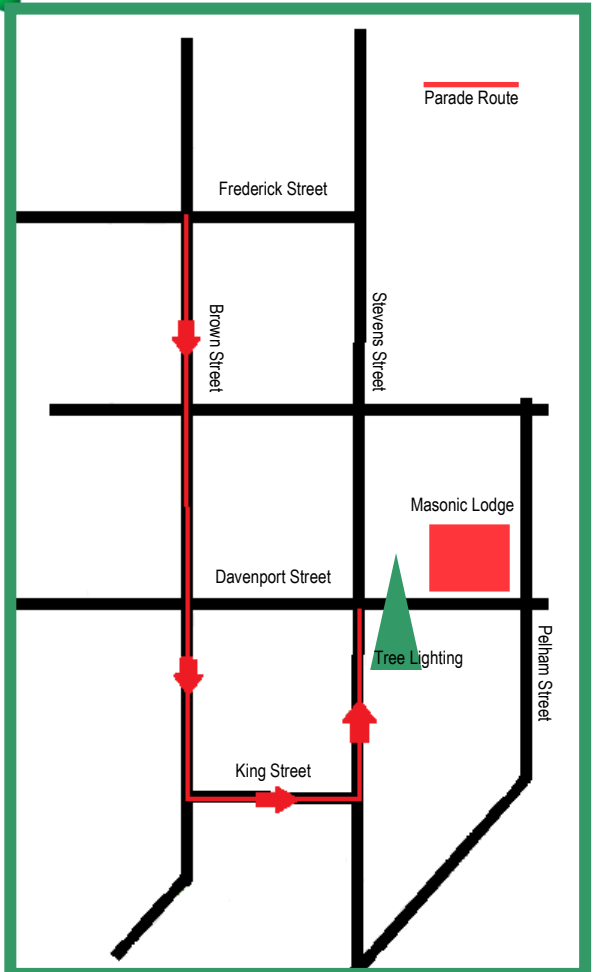 Parade Route
Frederick Street
Brown Street
Stevens Street
Masonic Lodge
Davenport Street
Tree Lighting
Pelham Street
King Street